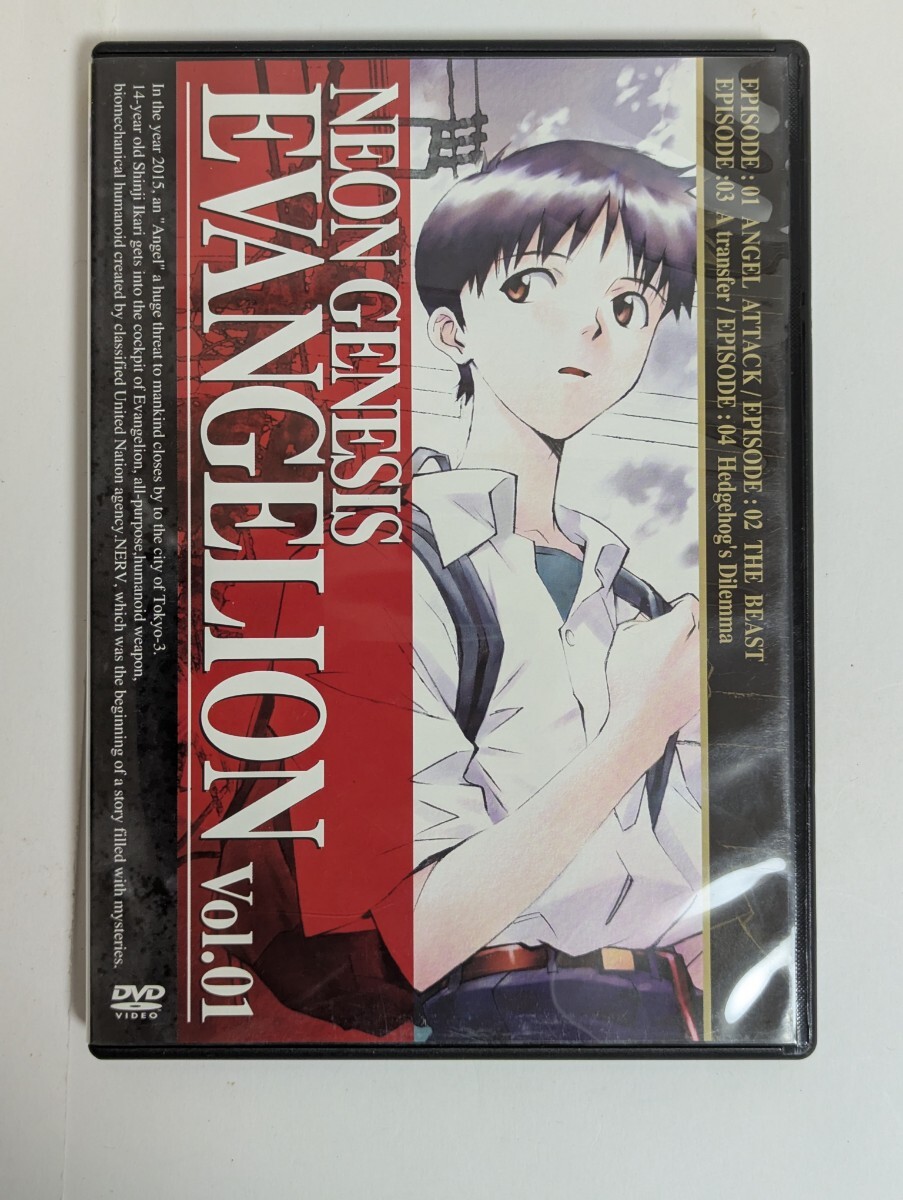 EPISODE : 01 ANGEL ATTACK / EPISODE : 02 THE BEAST
EPISODE :03 A transfer / EPISODE : 04 Hedgehog's Dilemma
NEON GENESIS
EVANGELION Vol.01
In the year 2015, an "Angel" a huge threat to mankind closes by to the city of Tokyo-3.
14-year old Shinji Ikari gets into the cockpit of Evangelion, all-purpose,humanoid weapon,
biomechanical humanoid created by classified United Nation agency.NERV, which was the beginning of a story filled with mysteries.
DVD
VIDEO